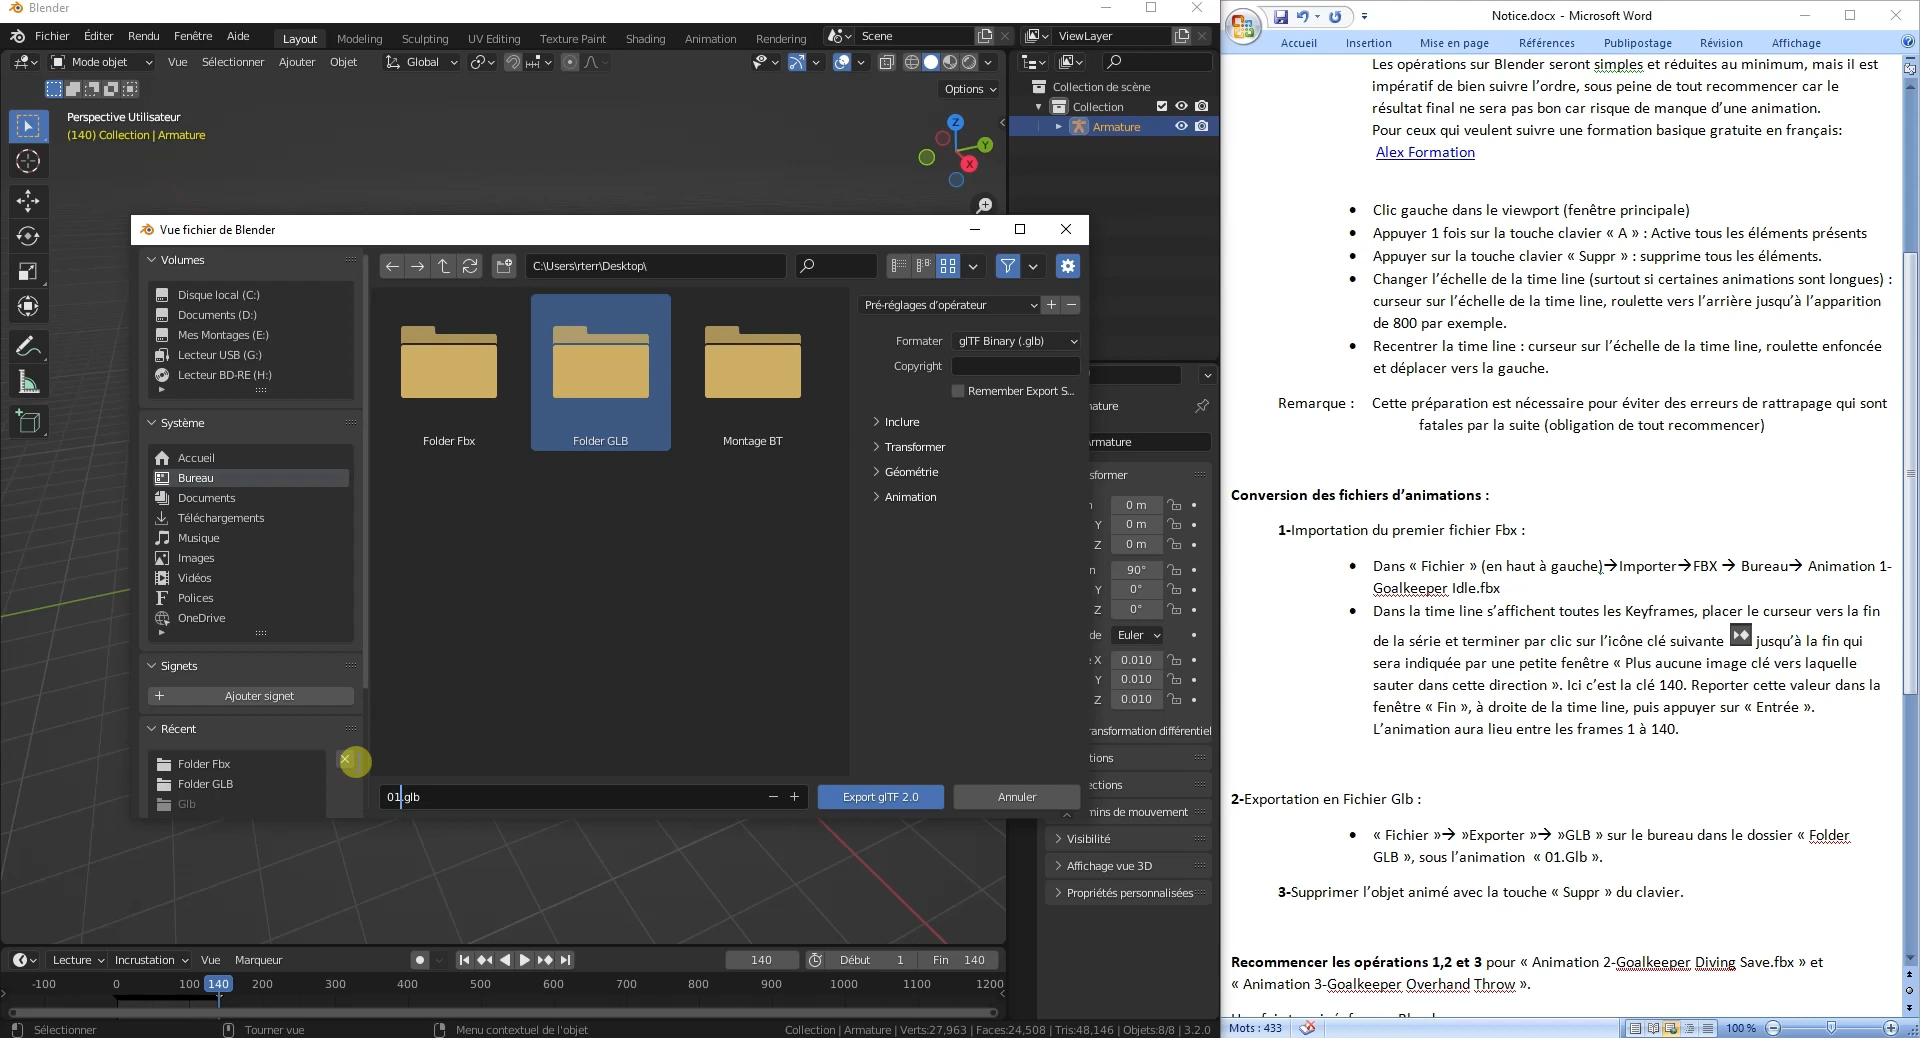 Blender
Fichier Éditer Rendu Fenêtre Aide Layout Modeling Sculpting UV Editing Texture Paint Shading Animation Rendering Scene ViewLayer
Mode objet Vue Sélectionner Ajouter Objet Global
Options
Perspective Utilisateur
(140) Collection | Armature
Z
Y
X
Collection de scène
Collection
Armature
Vue fichier de Blender
Volumes
Disque local (C:)
Documents (D:)
Mes Montages (E:)
Lecteur USB (G:)
Lecteur BD-RE (H:)
Système
Accueil
Bureau
Documents
Téléchargements
Musique
Images
Vidéos
Polices
OneDrive
Signets
Ajouter signet
Récent
Folder Fbx
Folder GLB
Glb
C:\Users\rterr\Desktop\
Folder Fbx
Folder GLB
Montage BT
Pré-réglages d'opérateur
Formater glTF Binary (.glb)
Copyright
Remember Export S...
Inclure
Transformer
Géométrie
Animation
01.glb
Export glTF 2.0
Annuler
ature
rmature
sformer
0 m
Y 0 m
Z 0 m
n 90°
Y 0°
Z 0°
de Euler
X 0.010
Y 0.010
Z 0.010
ransformation différentiel
tions
ections
mins de mouvement
Visibilité
Affichage vue 3D
Propriétés personnalisées
Lecture Incrustation Vue Marqueur 140 Début 1 Fin 140
-100 0 100 140 200 300 400 500 600 700 800 900 1000 1100 1200
Sélectionner Tourner vue Menu contextuel de l'objet Collection | Armature | Verts:27,963 | Faces:24,508 | Tris:48,146 | Objets:8/8 | 3.2.0
Notice.docx - Microsoft Word
Accueil Insertion Mise en page Références Publipostage Révision Affichage
Les opérations sur Blender seront simples et réduites au minimum, mais il est
impératif de bien suivre l'ordre, sous peine de tout recommencer car le
résultat final ne sera pas bon car risque de manque d'une animation.
Pour ceux qui veulent suivre une formation basique gratuite en français:
Alex Formation
• Clic gauche dans le viewport (fenêtre principale)
• Appuyer 1 fois sur la touche clavier « A » : Active tous les éléments présents
• Appuyer sur la touche clavier « Suppr » : supprime tous les éléments.
• Changer l'échelle de la time line (surtout si certaines animations sont longues) :
curseur sur l'échelle de la time line, roulette vers l'arrière jusqu'à l'apparition
de 800 par exemple.
• Recentrer la time line : curseur sur l'échelle de la time line, roulette enfoncée
et déplacer vers la gauche.
Remarque : Cette préparation est nécessaire pour éviter des erreurs de rattrapage qui sont
fatales par la suite (obligation de tout recommencer)
Conversion des fichiers d'animations :
1-Importation du premier fichier Fbx :
• Dans « Fichier » (en haut à gauche)→Importer→FBX → Bureau→ Animation 1-
Goalkeeper Idle.fbx
• Dans la time line s'affichent toutes les Keyframes, placer le curseur vers la fin
de la série et terminer par clic sur l'icône clé suivante jusqu'à la fin qui
sera indiquée par une petite fenêtre « Plus aucune image clé vers laquelle
sauter dans cette direction ». Ici c'est la clé 140. Reporter cette valeur dans la
fenêtre « Fin », à droite de la time line, puis appuyer sur « Entrée ».
L'animation aura lieu entre les frames 1 à 140.
2-Exportation en Fichier Glb :
• « Fichier »→ »Exporter »→ »GLB » sur le bureau dans le dossier « Folder
GLB », sous l'animation « 01.Glb ».
3-Supprimer l'objet animé avec la touche « Suppr » du clavier.
Recommencer les opérations 1,2 et 3 pour « Animation 2-Goalkeeper Diving Save.fbx » et
« Animation 3-Goalkeeper Overhand Throw ».
Mots : 433
100 %